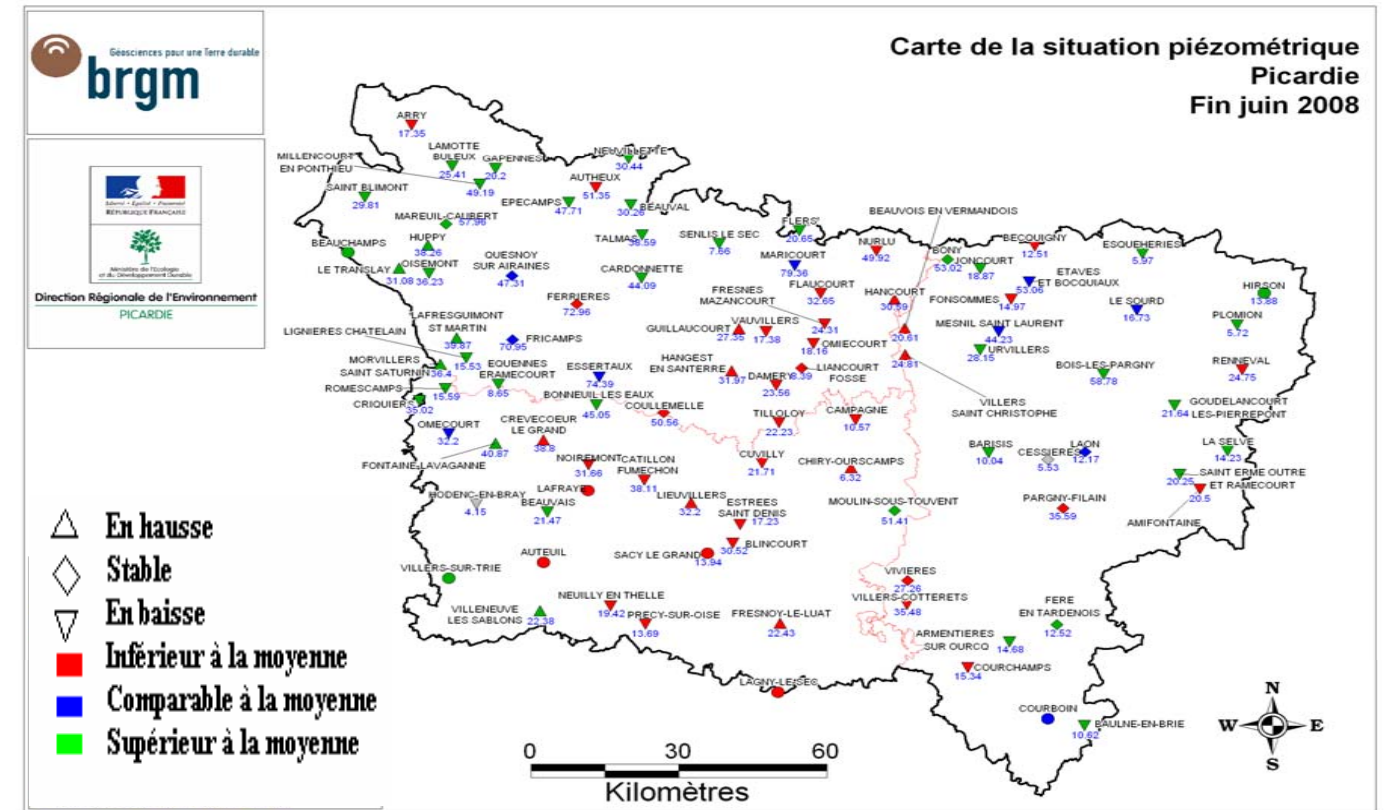 Géosciences pour une Terre durable
brgm
Carte de la situation piézométrique
Picardie
Fin juin 2008
Liberté • Égalité • Fraternité
RÉPUBLIQUE FRANÇAISE
Ministère de l'Ecologie
et du Développement Durable
Direction Régionale de l'Environnement
PICARDIE
ARRY
17.35
LAMOTTE
BULEUX
25.41
GAPENNES
20.2
MILLENCOURT
EN PONTHIEU
49.19
NEUVILLETTE
30.44
AUTHEUX
51.35
SAINT BLIMONT
29.81
EPECAMPS
47.71
BEAUVAL
30.26
MAREUIL-CAUBERT
57.96
BEAUCHAMPS
HUPPY
38.26
LE TRANSLAY
31.08
OISEMONT
36.23
QUESNOY
SUR AIRAINES
47.31
TALMAS
38.59
SENLIS LE SEC
7.66
FLERS
20.65
CARDONNETTE
44.09
MARICOURT
79.36
NURLU
49.92
BEAUVOIS EN VERMANDOIS
20.61
BONY
53.02
BECQUIGNY
12.51
JONCOURT
18.87
ESQUEHERIES
5.97
ETAVES
ET BOCQUIAUX
53.06
HIRSON
13.88
FERRIERES
72.96
FLAUCOURT
32.65
HANCOURT
30.59
FONSOMMES
14.97
LE SOURD
16.73
PLOMION
5.72
LIGNIERES CHATELAIN
15.53
LAFRESGUIMONT
ST MARTIN
39.87
FRICAMPS
70.95
GUILLAUCOURT
27.35
VAUVILLERS
17.38
FRESNES
MAZANCOURT
24.31
OMIECOURT
18.16
MESNIL SAINT LAURENT
44.23
URVILLERS
28.15
MORVILLERS
SAINT SATURNIN
36.4
ROMESCAMPS
15.59
CRIQUIERS
35.02
EQUENNES
ERAMECOURT
8.65
ESSERTAUX
74.39
HANGEST
EN SANTERRE
31.97
DAMERY
23.56
LIANCOURT
FOSSE
8.39
24.81
VILLERS
SAINT CHRISTOPHE
BOIS-LES-PARGNY
58.78
RENNEVAL
24.75
BONNEUIL LES EAUX
45.05
COULLEMELLE
50.56
TILLOLOY
22.23
CAMPAGNE
10.57
GOUDELANCOURT
LES-PIERREPONT
21.64
OMECOURT
32.2
FONTAINE-LAVAGANNE
40.87
CREVECOEUR
LE GRAND
38.8
NOIREMONT
31.66
CATILLON
FUMECHON
38.11
CUVILLY
21.71
CHIRY-OURSCAMPS
6.32
BARISIS
10.04
CESSIERES
5.53
LAON
12.17
LA SELVE
14.23
SAINT ERME OUTRE
ET RAMECOURT
20.25
20.5
AMIFONTAINE
HODENC-EN-BRAY
4.15
BEAUVAIS
21.47
LAFRAYE
LIEUVILLERS
32.2
ESTREES
SAINT DENIS
17.23
MOULIN-SOUS-TOUVENT
51.41
PARGNY-FILAIN
35.59
VILLERS-SUR-TRIE
AUTEUIL
SACY LE GRAND
13.94
BLINCOURT
30.52
VIVIERES
27.26
VILLERS-COTTERETS
35.48
VILLENEUVE
LES SABLONS
22.38
NEUILLY EN THELLE
19.42
PRECY-SUR-OISE
13.69
FRESNOY-LE-LUAT
22.43
FERE
EN TARDENOIS
12.52
ARMENTIERES
SUR OURCQ
14.68
COURCHAMPS
15.34
LAGNY-LE-SEC
COURBOIN
BAULNE-EN-BRIE
10.62
En hausse
Stable
En baisse
Inférieur à la moyenne
Comparable à la moyenne
Supérieur à la moyenne
0 30 60
Kilomètres
N
W E
S